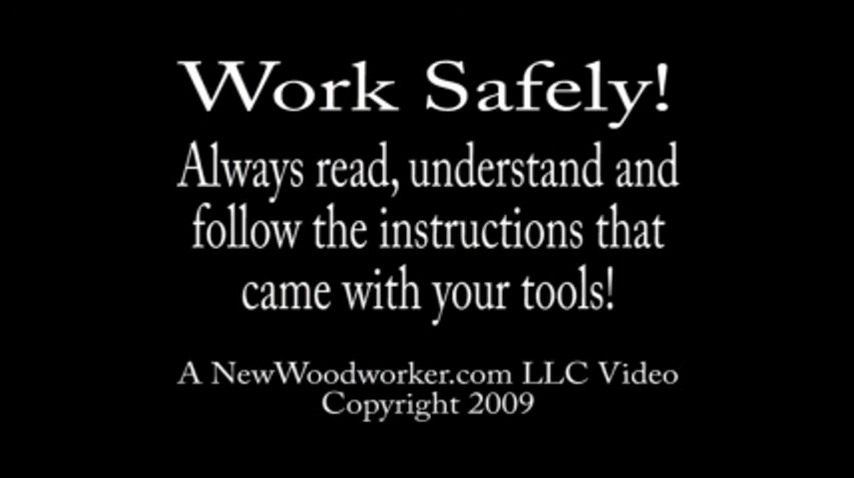 Work Safely!
Always read, understand and
follow the instructions that
came with your tools!
A NewWoodworker.com LLC Video
Copyright 2009